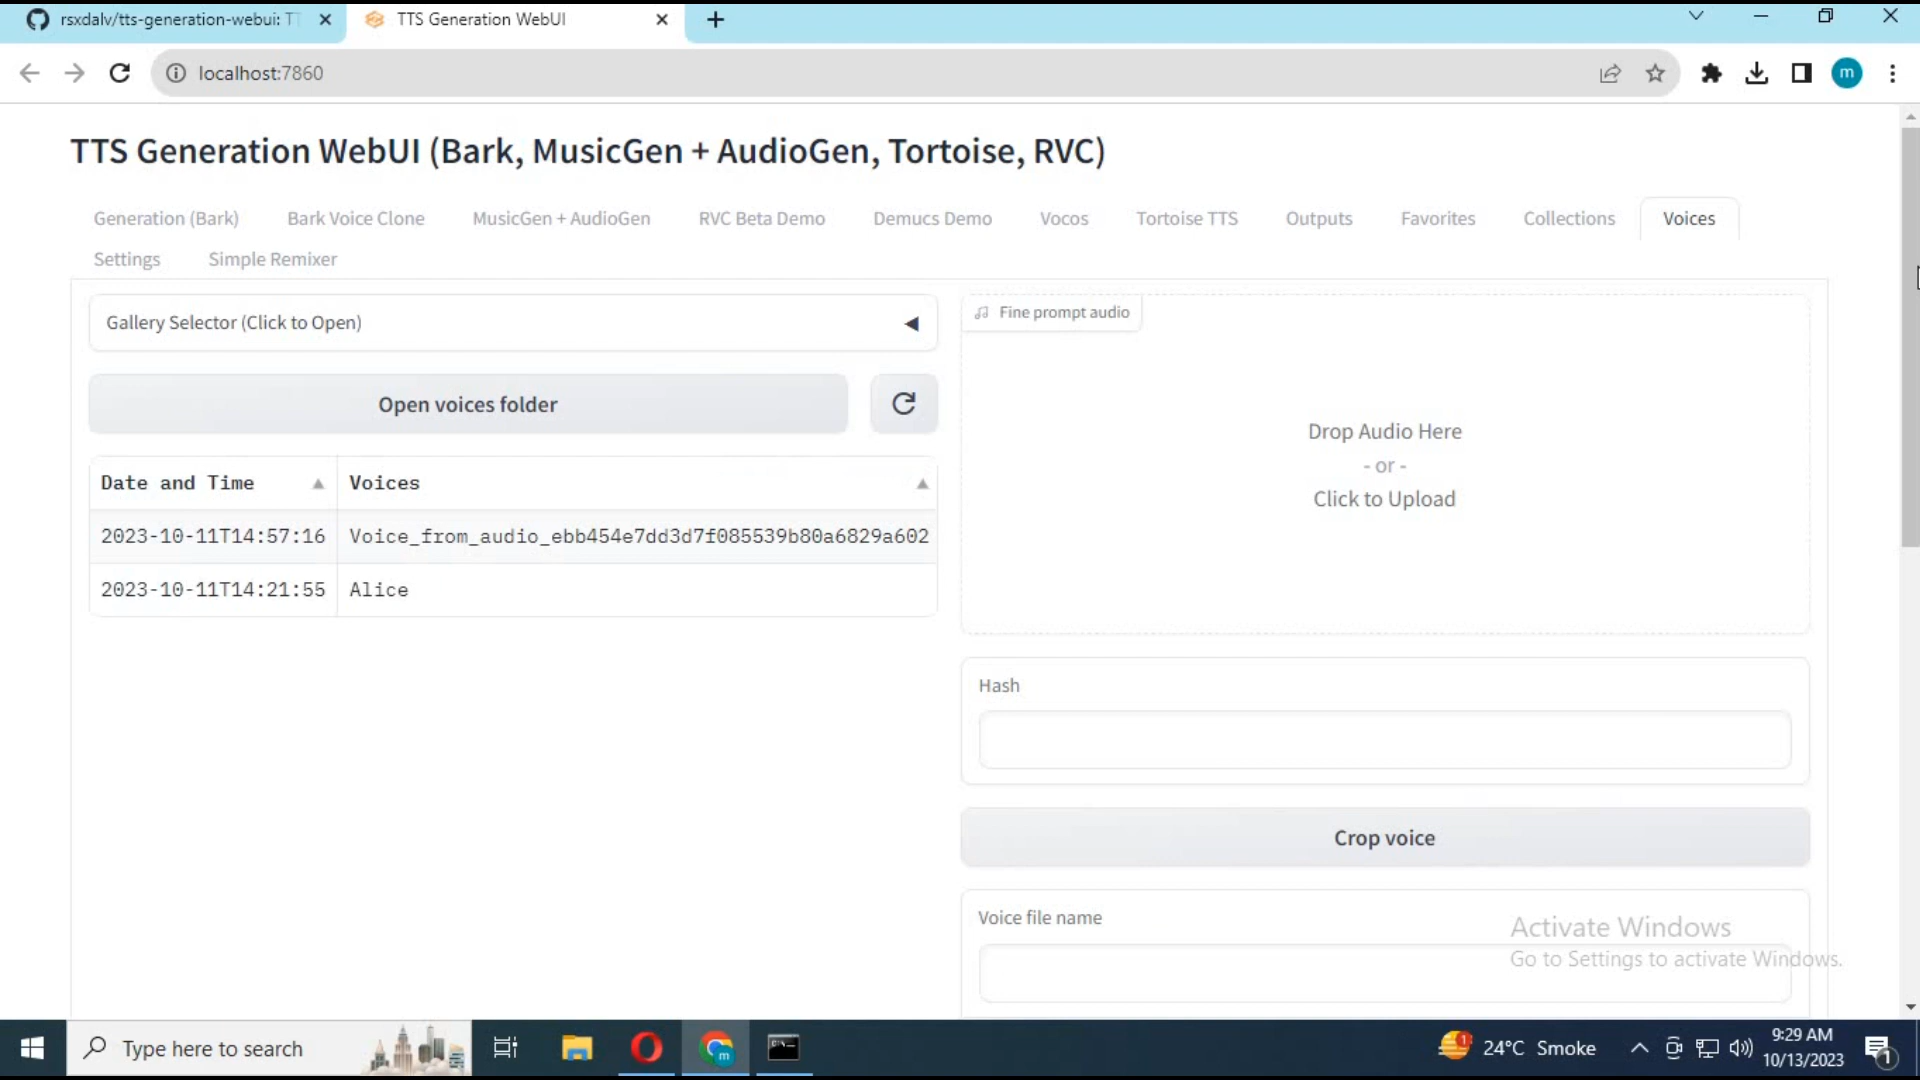 rsxdalv/tts-generation-webui: TT
TTS Generation WebUI
localhost:7860
m
TTS Generation WebUI (Bark, MusicGen + AudioGen, Tortoise, RVC)
Generation (Bark) Bark Voice Clone MusicGen + AudioGen RVC Beta Demo Demucs Demo Vocos Tortoise TTS Outputs Favorites Collections Voices
Settings Simple Remixer
Gallery Selector (Click to Open)
Open voices folder
Date and Time Voices
2023-10-11T14:57:16 Voice_from_audio_ebb454e7dd3d7f085539b80a6829a602
2023-10-11T14:21:55 Alice
Fine prompt audio
Drop Audio Here
- or -
Click to Upload
Hash
Crop voice
Voice file name
Activate Windows
Go to Settings to activate Windows.
Type here to search
m
1
24°C Smoke
9:29 AM
10/13/2023
1